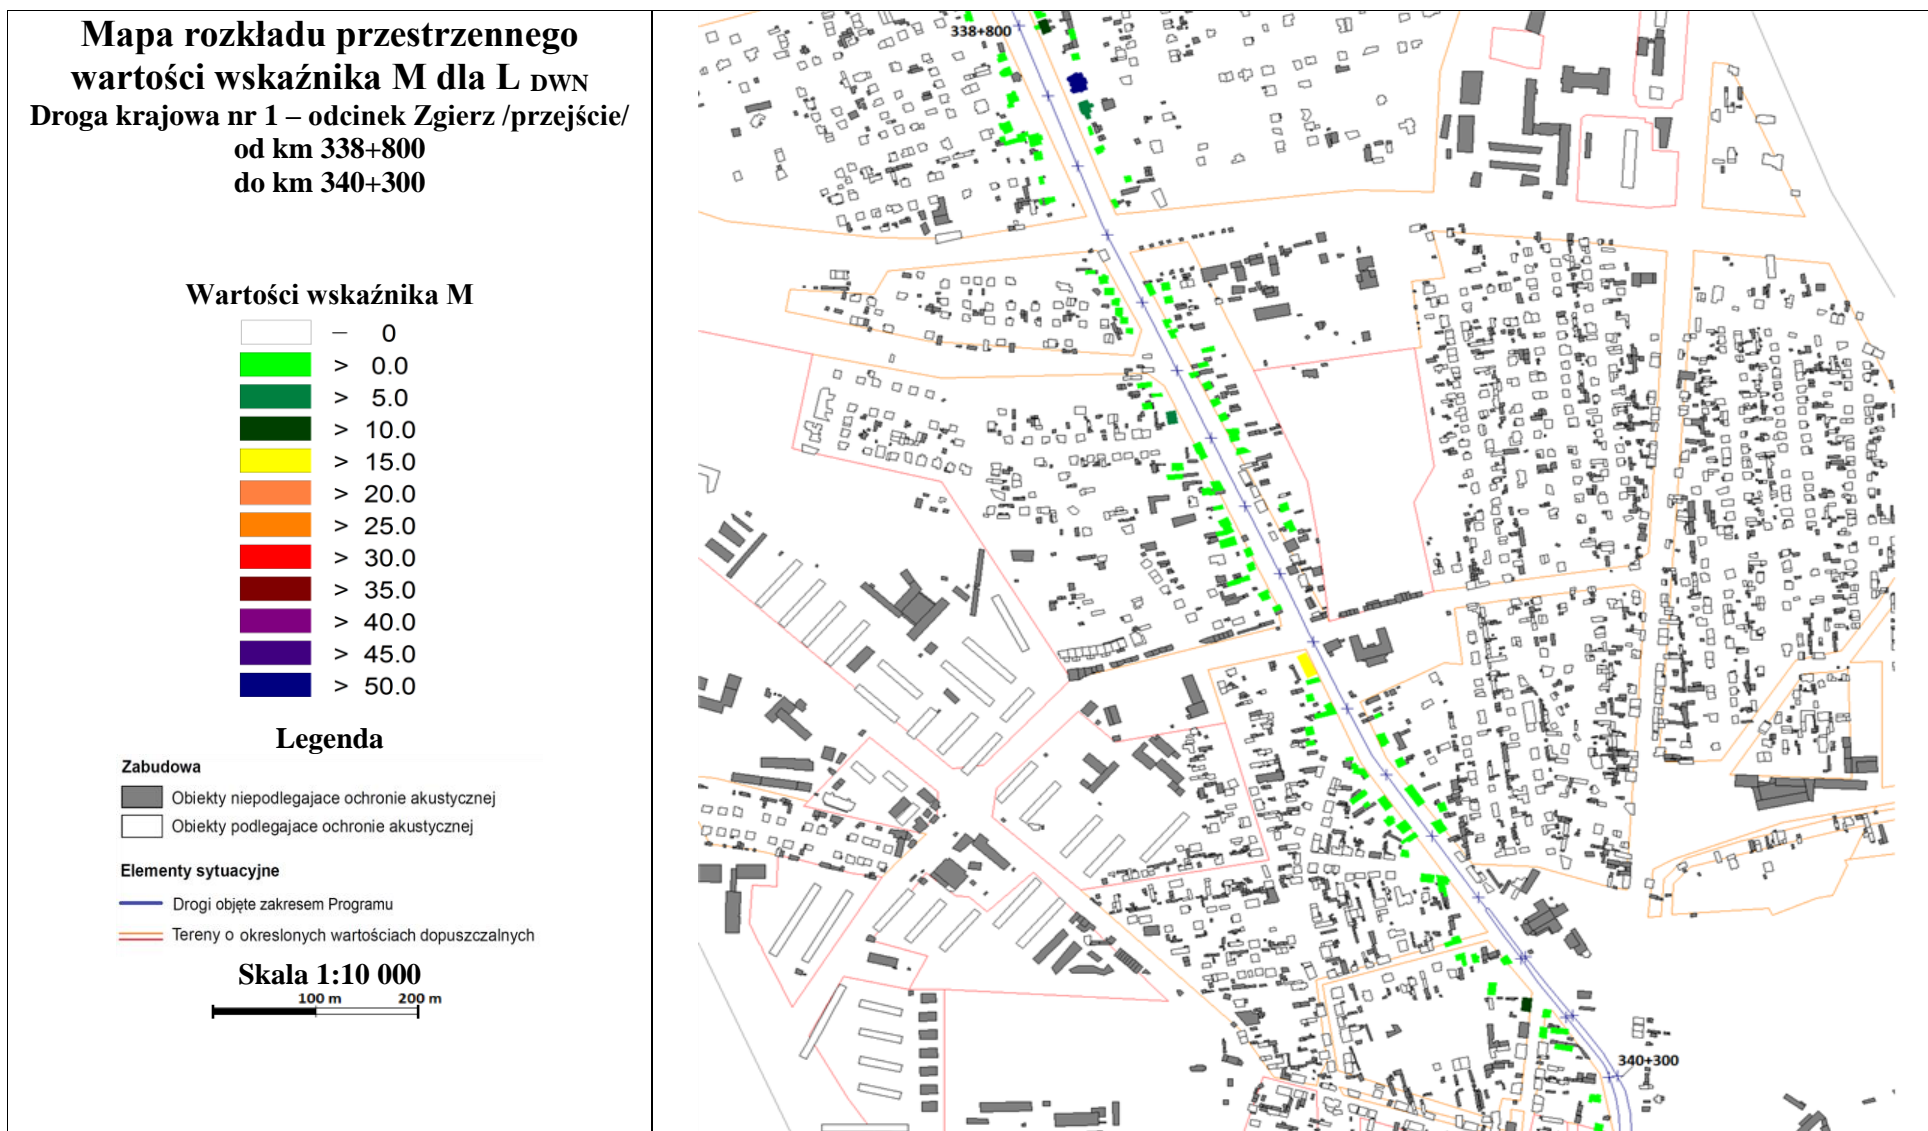 Mapa rozkładu przestrzennego
wartości wskaźnika M dla L DWN
Droga krajowa nr 1 – odcinek Zgierz /przejście/
od km 338+800
do km 340+300
Wartości wskaźnika M
– 0
> 0.0
> 5.0
> 10.0
> 15.0
> 20.0
> 25.0
> 30.0
> 35.0
> 40.0
> 45.0
> 50.0
Legenda
Zabudowa
Obiekty niepodlegajace ochronie akustycznej
Obiekty podlegajace ochronie akustycznej
Elementy sytuacyjne
Drogi objęte zakresem Programu
Tereny o okreslonych wartościach dopuszczalnych
Skala 1:10 000
100 m 200 m
338+800
340+300